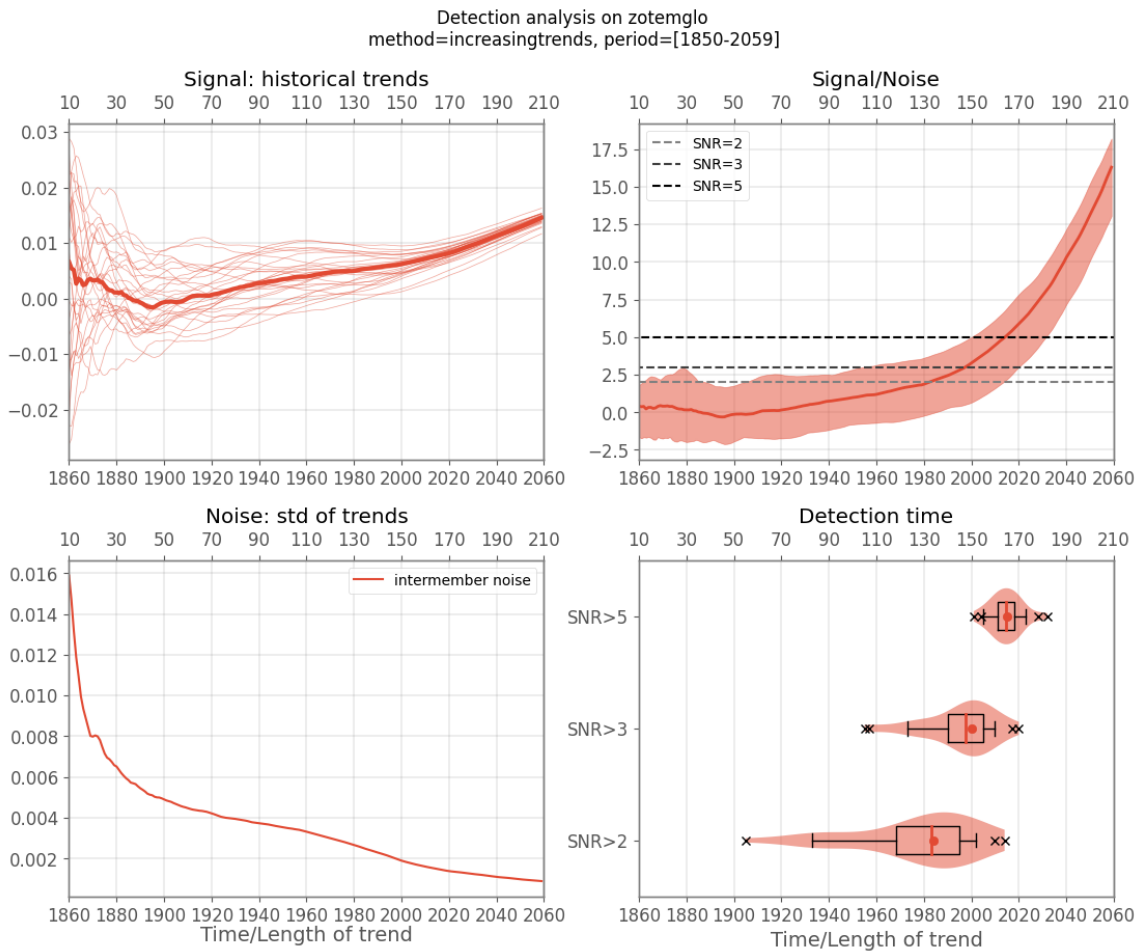 Detection analysis on zotemglo
method=increasingtrends, period=[1850-2059]
Signal: historical trends
10 30 50 70 90 110 130 150 170 190 210
0.03
0.02
0.01
0.00
−0.01
−0.02
1860 1880 1900 1920 1940 1960 1980 2000 2020 2040 2060
Signal/Noise
10 30 50 70 90 110 130 150 170 190 210
SNR=2
SNR=3
SNR=5
17.5
15.0
12.5
10.0
7.5
5.0
2.5
0.0
−2.5
1860 1880 1900 1920 1940 1960 1980 2000 2020 2040 2060
Noise: std of trends
10 30 50 70 90 110 130 150 170 190 210
intermember noise
0.016
0.014
0.012
0.010
0.008
0.006
0.004
0.002
1860 1880 1900 1920 1940 1960 1980 2000 2020 2040 2060
Time/Length of trend
Detection time
10 30 50 70 90 110 130 150 170 190 210
SNR>5
SNR>3
SNR>2
1860 1880 1900 1920 1940 1960 1980 2000 2020 2040 2060
Time/Length of trend